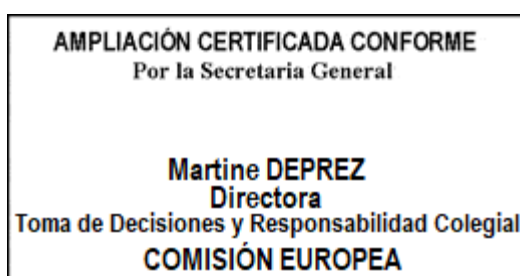 AMPLIACIÓN CERTIFICADA CONFORME
Por la Secretaria General
Martine DEPREZ
Directora
Toma de Decisiones y Responsabilidad Colegial
COMISIÓN EUROPEA